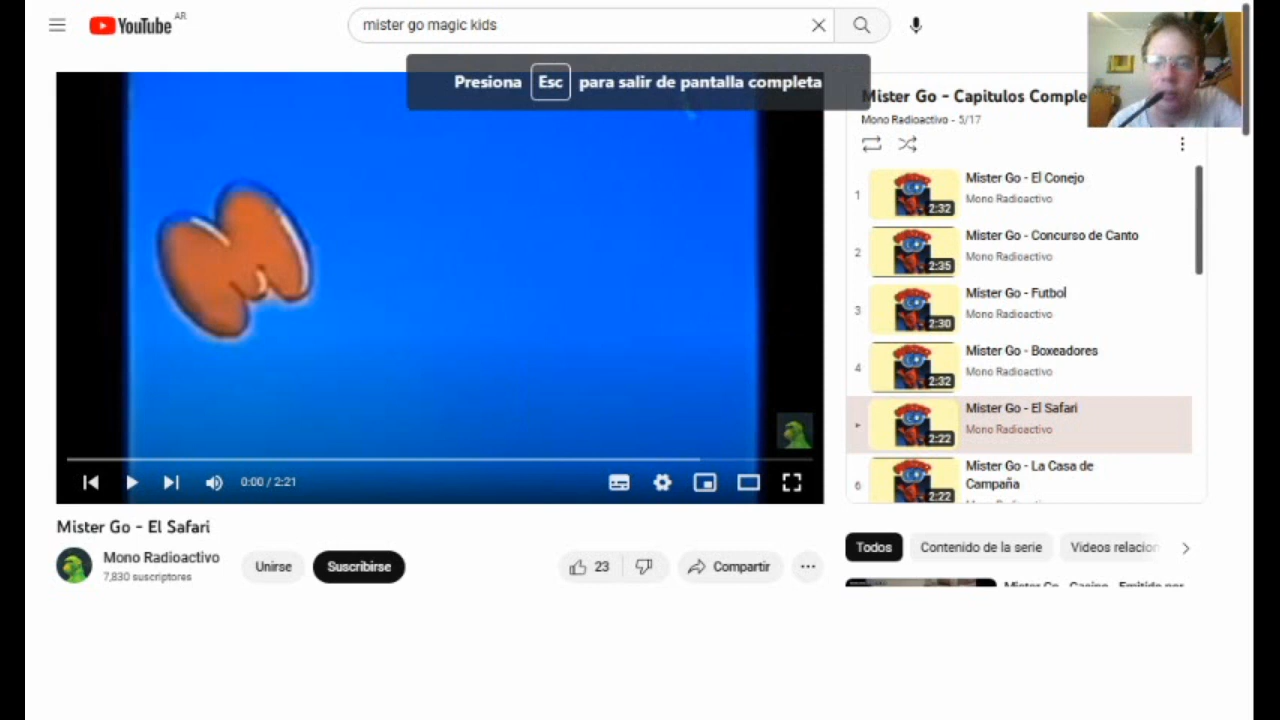 YouTube AR
mister go magic kids
Presiona Esc para salir de pantalla completa
Mister Go - Capitulos Comple
Mono Radioactivo - 5/17
1
2:32
Mister Go - El Conejo
Mono Radioactivo
2
2:35
Mister Go - Concurso de Canto
Mono Radioactivo
3
2:30
Mister Go - Futbol
Mono Radioactivo
4
2:32
Mister Go - Boxeadores
Mono Radioactivo
2:22
Mister Go - El Safari
Mono Radioactivo
6
2:22
Mister Go - La Casa de
Campaña
0:00 / 2:21
Mister Go - El Safari
Mono Radioactivo
7,830 suscriptores
Unirse
Suscribirse
23
Compartir
Todos
Contenido de la serie
Videos relacion
Mister Go - Casino - Emitido por